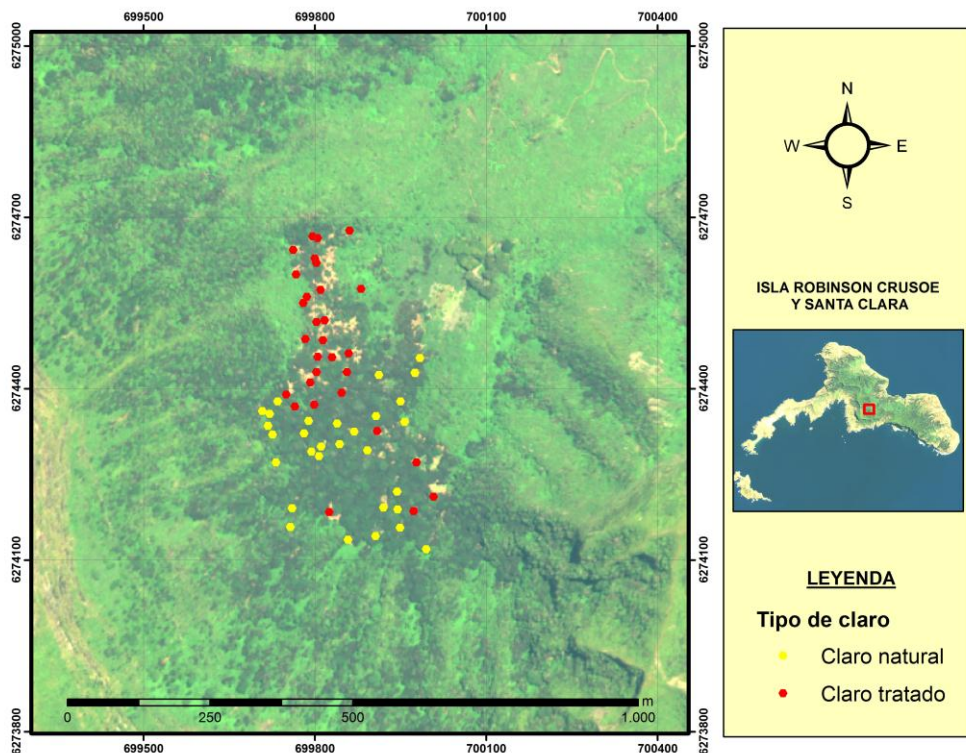 699500 699800 700100 700400
6275000 6275000
6274700 6274700
6274400 6274400
6274100 6274100
6273800 6273800
0 250 500 1.000 m
699500 699800 700100 700400
N
W E
S
ISLA ROBINSON CRUSOE
Y SANTA CLARA
LEYENDA
Tipo de claro
Claro natural
Claro tratado